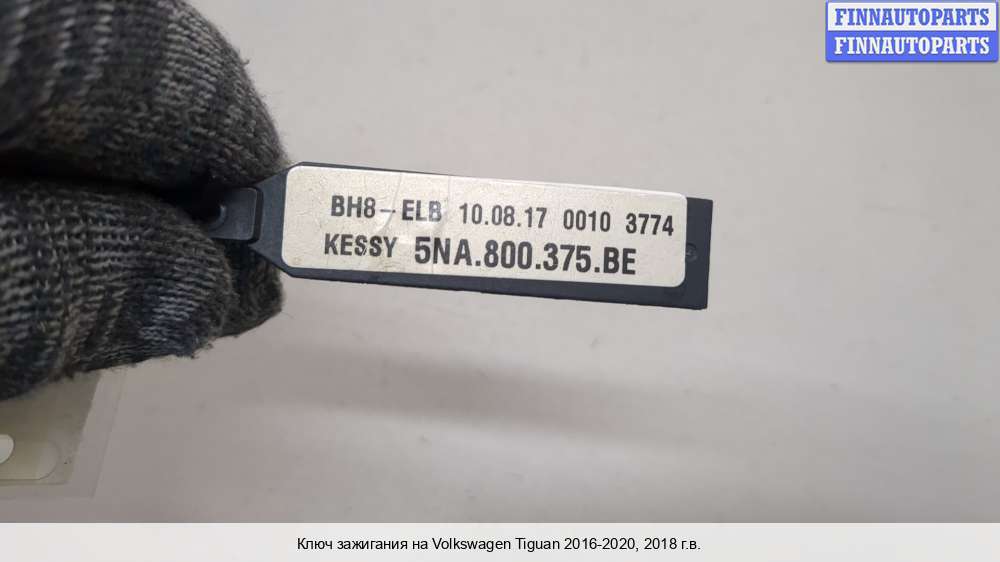 FINNAUTOPARTS
FINNAUTOPARTS
BH8-ELB 10.08.17 0010 3774
KESSY 5NA.800.375.BE
Ключ зажигания на Volkswagen Tiguan 2016-2020, 2018 г.в.